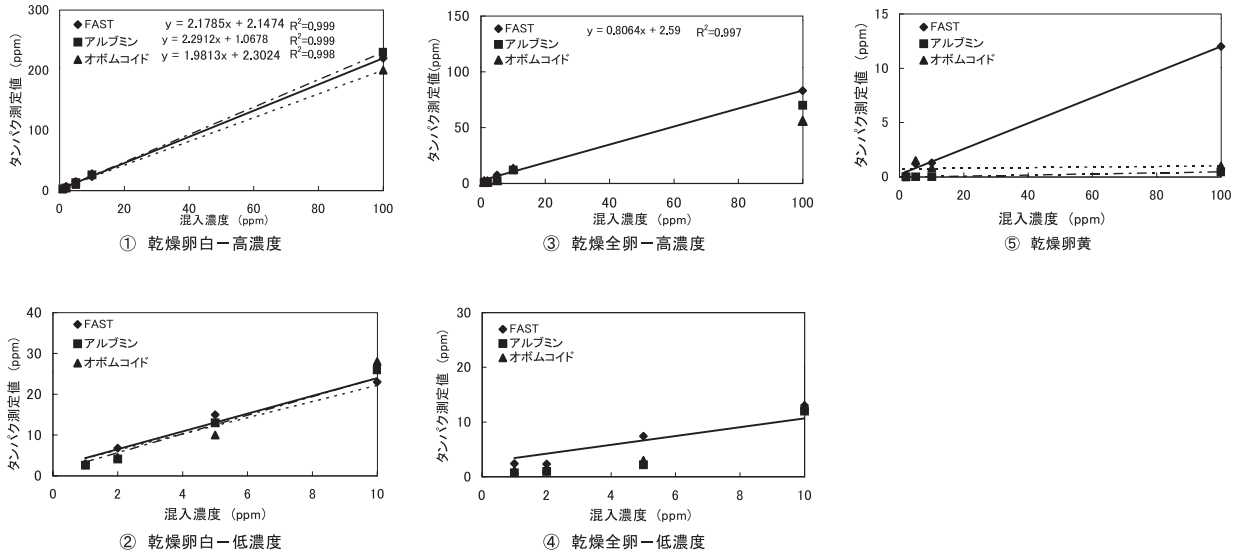 300
200
100
0
タンパク測定値 (ppm)
FAST
アルブミン
オボムコイド
y = 2.1785x + 2.1474 R²=0.999
y = 2.2912x + 1.0678 R²=0.999
y = 1.9813x + 2.3024 R²=0.998
0 20 40 60 80 100
混入濃度 (ppm)
① 乾燥卵白ー高濃度
150
100
50
0
タンパク測定値(ppm)
FAST
アルブミン
オボムコイド
y = 0.8064x + 2.59 R²=0.997
0 20 40 60 80 100
混入濃度 (ppm)
③ 乾燥全卵ー高濃度
15
10
5
0
タンパク測定値 (ppm)
FAST
アルブミン
オボムコイド
0 20 40 60 80 100
混入濃度 (ppm)
⑤ 乾燥卵黄
40
30
20
10
0
タンパク測定値 (ppm)
FAST
アルブミン
オボムコイド
0 2 4 6 8 10
混入濃度 (ppm)
② 乾燥卵白ー低濃度
30
20
10
0
タンパク測定値 (ppm)
FAST
アルブミン
オボムコイド
0 2 4 6 8 10
混入濃度 (ppm)
④ 乾燥全卵ー低濃度